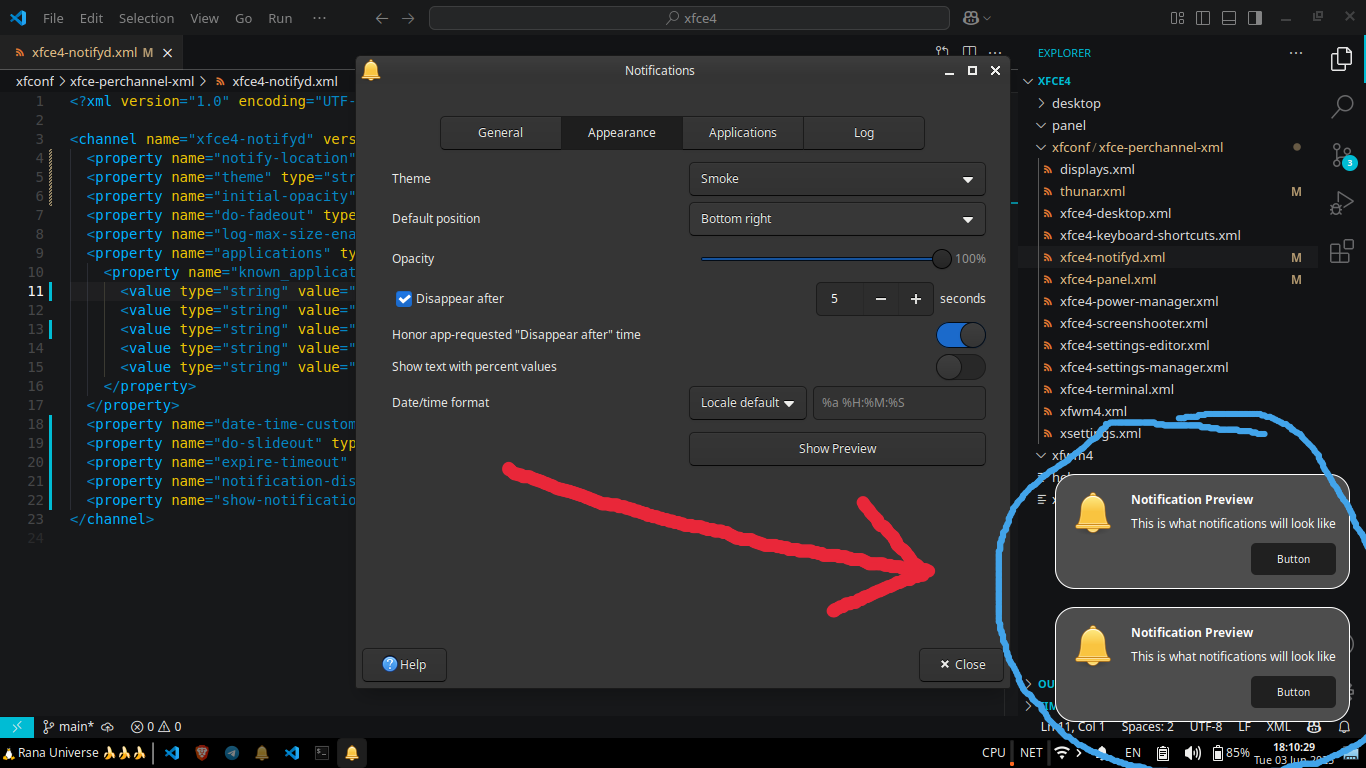 File Edit Selection View Go Run ··· xfce4
xfce4-notifyd.xml M
xfconf > xfce-perchannel-xml > xfce4-notifyd.xml
1 <?xml version="1.0" encoding="UTF-
2
3 <channel name="xfce4-notifyd" vers
4 <property name="notify-location"
5 <property name="theme" type="str
6 <property name="initial-opacity"
7 <property name="do-fadeout" type
8 <property name="log-max-size-ena
9 <property name="applications" ty
10 <property name="known_applicat
11 <value type="string" value="
12 <value type="string" value="
13 <value type="string" value="
14 <value type="string" value="
15 <value type="string" value="
16 </property>
17 </property>
18 <property name="date-time-custom
19 <property name="do-slideout" typ
20 <property name="expire-timeout"
21 <property name="notification-dis
22 <property name="show-notificatio
23 </channel>
24
Notifications
General Appearance Applications Log
Theme Smoke
Default position Bottom right
Opacity 100%
Disappear after 5 seconds
Honor app-requested "Disappear after" time
Show text with percent values
Date/time format Locale default %a %H:%M:%S
Show Preview
Help Close
EXPLORER
XFCE4
desktop
panel
xfconf / xfce-perchannel-xml
displays.xml
thunar.xml M
xfce4-desktop.xml
xfce4-keyboard-shortcuts.xml
xfce4-notifyd.xml M
xfce4-panel.xml M
xfce4-power-manager.xml
xfce4-screenshooter.xml
xfce4-settings-editor.xml
xfce4-settings-manager.xml
xfce4-terminal.xml
xfwm4.xml
xsettings.xml
xfwm4
3
Notification Preview
This is what notifications will look like
Button
Notification Preview
This is what notifications will look like
Button
OU
main* 0 0 Ln 11, Col 1 Spaces: 2 UTF-8 LF XML
Rana Universe CPU NET EN 85% 18:10:29
Tue 03 Jun 2025